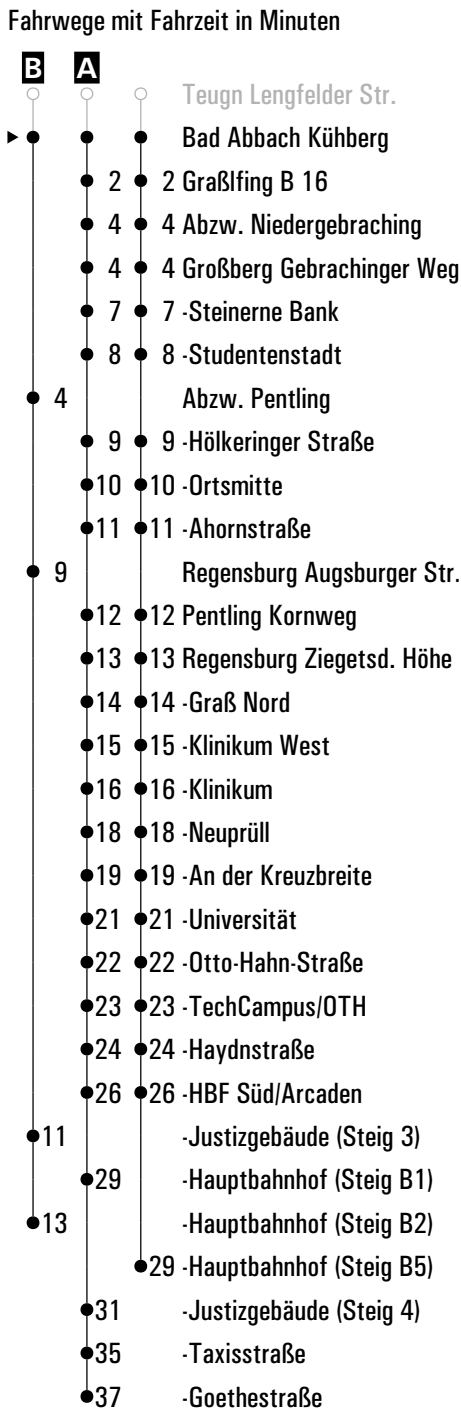 Fahrwege mit Fahrzeit in Minuten
B A
Teugn Lengfelder Str.
Bad Abbach Kühberg
2 2 Graßlfing B 16
4 4 Abzw. Niedergebraching
4 4 Großberg Gebrachinger Weg
7 7 -Steinerne Bank
8 8 -Studentenstadt
4 Abzw. Pentling
9 9 -Hölkeringer Straße
10 10 -Ortsmitte
11 11 -Ahornstraße
9 Regensburg Augsburger Str.
12 12 Pentling Kornweg
13 13 Regensburg Ziegetsd. Höhe
14 14 -Graß Nord
15 15 -Klinikum West
16 16 -Klinikum
18 18 -Neuprüll
19 19 -An der Kreuzbreite
21 21 -Universität
22 22 -Otto-Hahn-Straße
23 23 -TechCampus/OTH
24 24 -Haydnstraße
26 26 -HBF Süd/Arcaden
11 -Justizgebäude (Steig 3)
29 -Hauptbahnhof (Steig B1)
13 -Hauptbahnhof (Steig B2)
29 -Hauptbahnhof (Steig B5)
31 -Justizgebäude (Steig 4)
35 -Taxisstraße
37 -Goethestraße